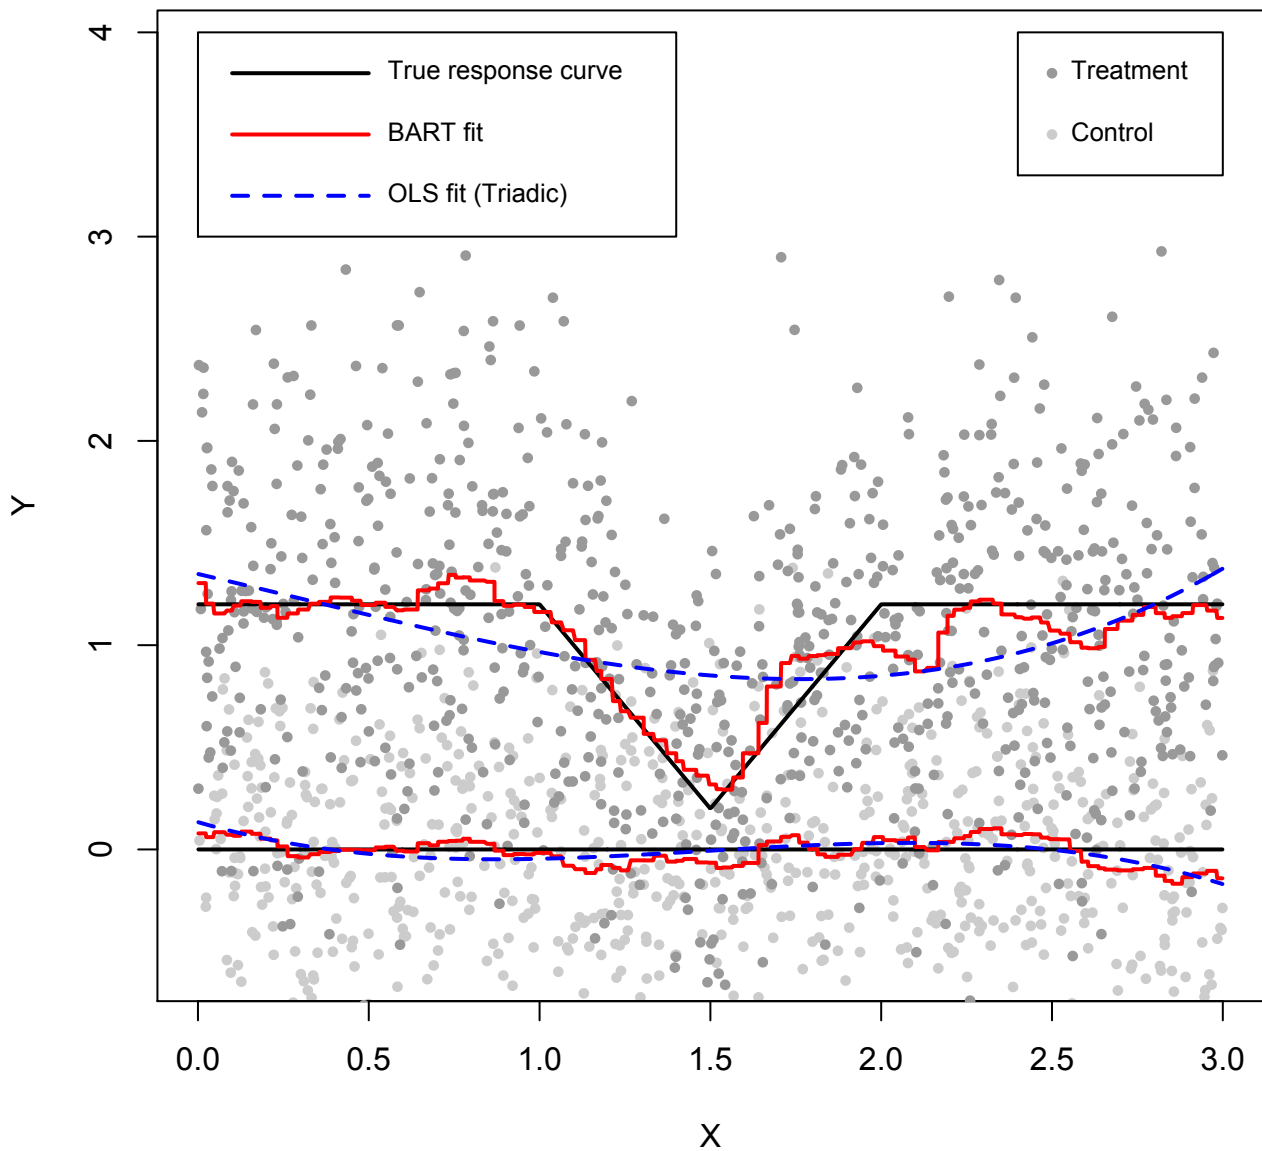 True response curve
BART fit
OLS fit (Triadic)
Treatment
Control
4
3
2
1
0
Y
0.0 0.5 1.0 1.5 2.0 2.5 3.0
X